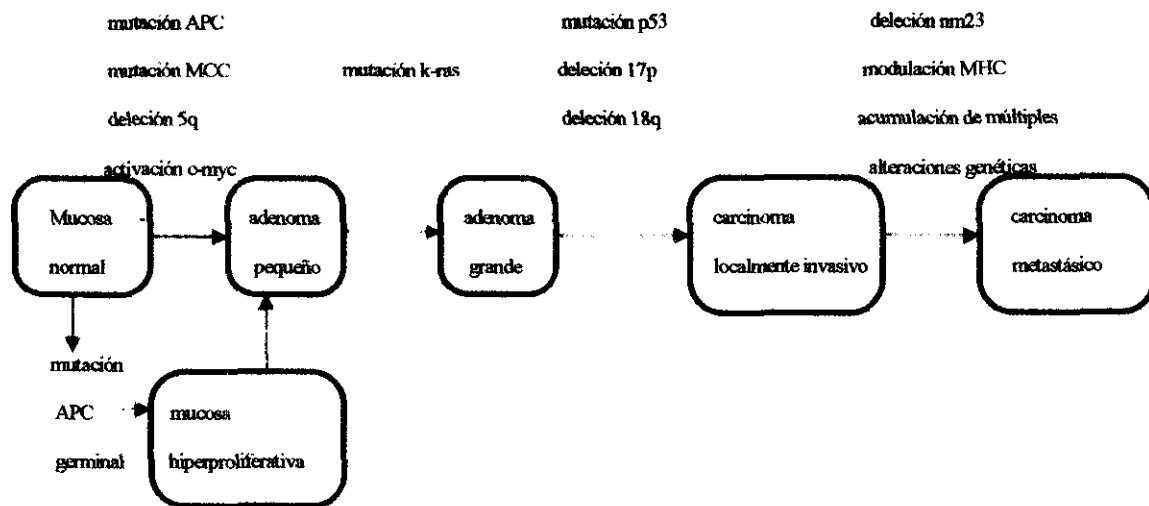 mutación APC
mutación MCC
deleción 5q
activación c-myc
mutación k-ras
mutación p53
deleción 17p
deleción 18q
deleción nm23
modulación MHC
acumulación de múltiples
alteraciones genéticas
Mucosa
normal
adenoma
pequeño
adenoma
grande
carcinoma
localmente invasivo
carcinoma
metastásico
mutación
APC
germinal
mucosa
hiperproliferativa